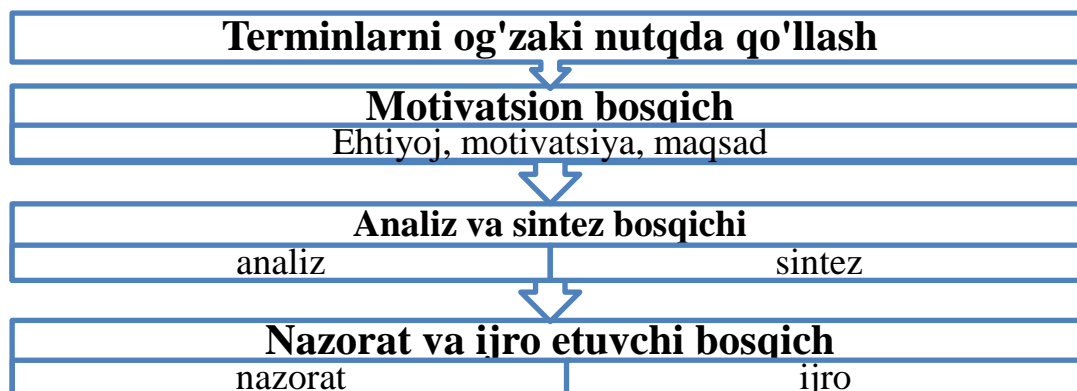 Terminlarni og'zaki nutqda qo'llash
Motivatsion bosqich
Ehtiyoj, motivatsiya, maqsad
Analiz va sintez bosqichi
analiz sintez
Nazorat va ijro etuvchi bosqich
nazorat ijro